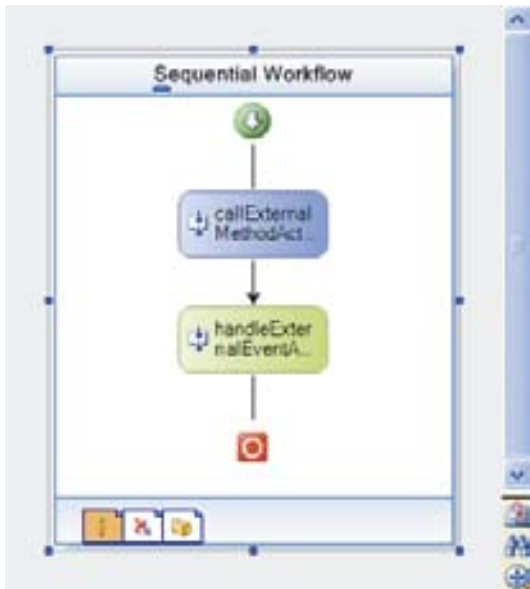 Sequential Workflow
callExternal
MethodAct...
handleExter
nalEventA...